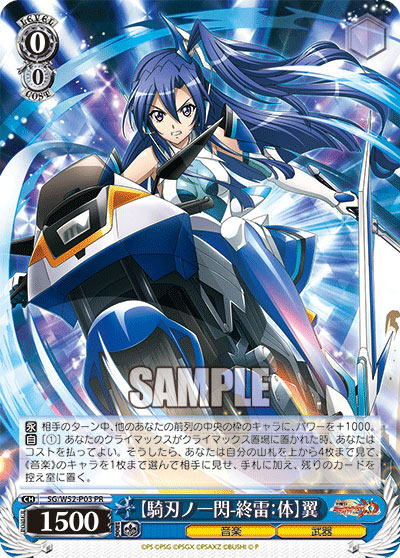 LEVEL
0
0
COST
SAMPLE
永 相手のターン中、他のあなたの前列の中央の枠のキャラに、パワーを+1000。
自 [①] あなたのクライマックスがクライマックス置場に置かれた時、あなたは
コストを払ってよい。そうしたら、あなたは自分の山札を上から4枚まで見て、
《音楽》のキャラを1枚まで選んで相手に見せ、手札に加え、残りのカードを
控え室に置く。
CH
SG/W52-P03 PR
POWER
1500
【騎刃ノ一閃-終雷:体】翼
音楽
武器
©PS ©PSG ©PSGX ©PSAXZ ©BUSHI ©P